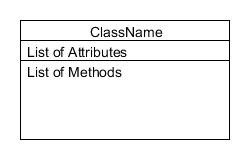 ClassName
List of Attributes
List of Methods